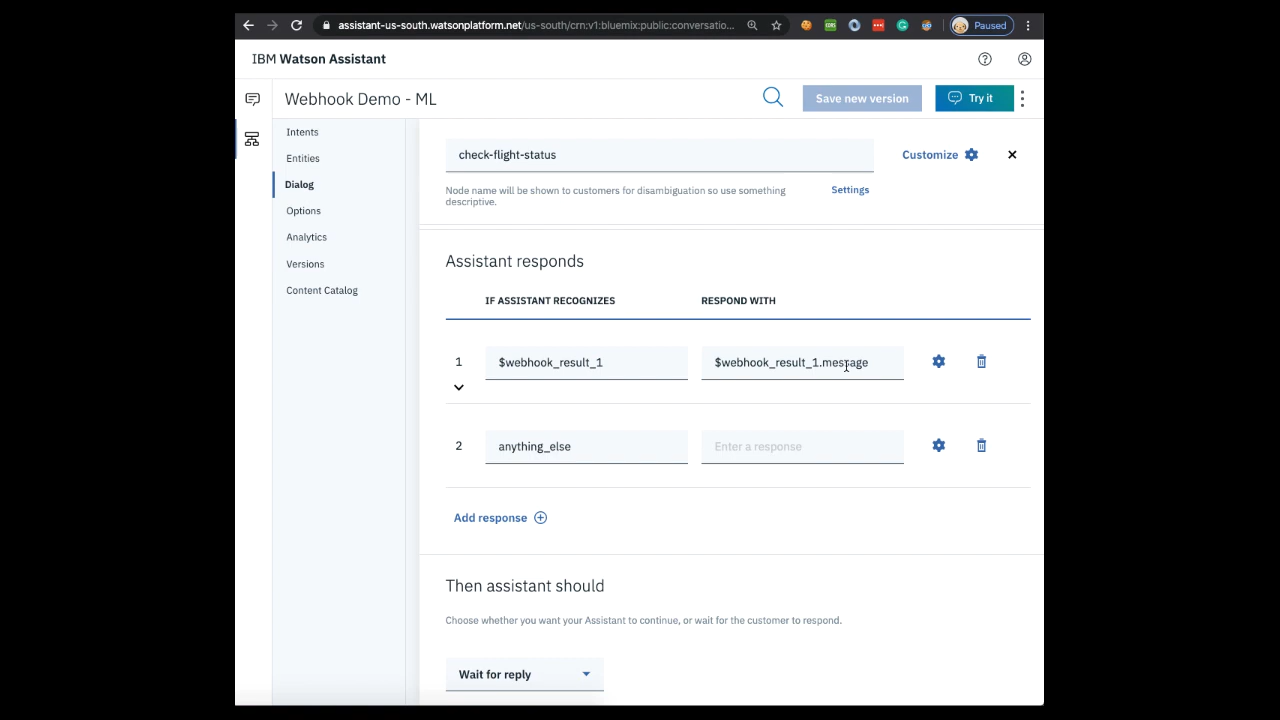 assistant-us-south.watsonplatform.net/us-south/crn:v1:bluemix:public:conversatio...
Paused
IBM Watson Assistant
Webhook Demo - ML
Save new version
Try it
Intents
Entities
Dialog
Options
Analytics
Versions
Content Catalog
check-flight-status
Customize
Node name will be shown to customers for disambiguation so use something
descriptive.
Settings
Assistant responds
IF ASSISTANT RECOGNIZES
RESPOND WITH
1
$webhook_result_1
$webhook_result_1.message
2
anything_else
Enter a response
Add response
Then assistant should
Choose whether you want your Assistant to continue, or wait for the customer to respond.
Wait for reply